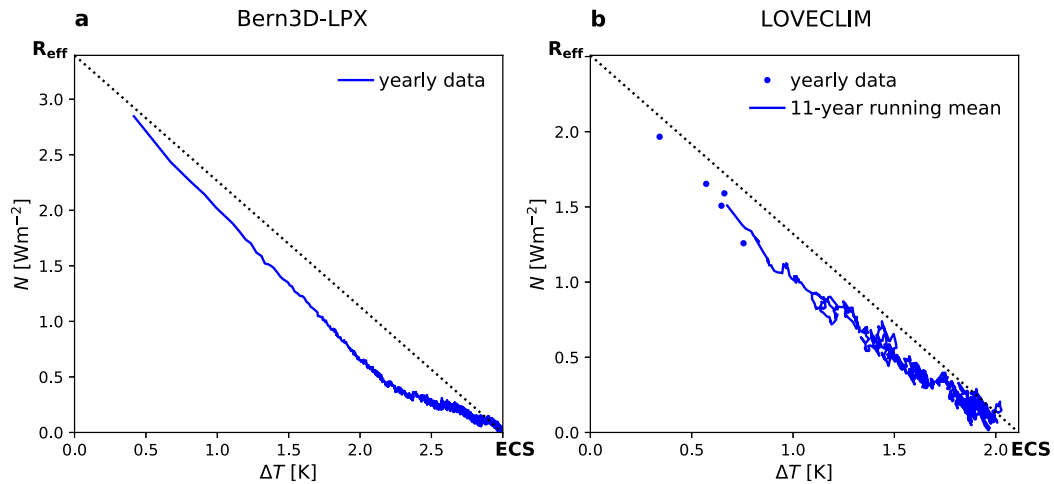 a Bern3D-LPX
R_eff
yearly data
3.0
2.5
2.0
1.5
1.0
0.5
0.0
N [Wm⁻²]
0.0 0.5 1.0 1.5 2.0 2.5 ECS
ΔT [K]
b LOVECLIM
R_eff
yearly data
11-year running mean
2.0
1.5
1.0
0.5
0.0
N [Wm⁻²]
0.0 0.5 1.0 1.5 2.0 ECS
ΔT [K]